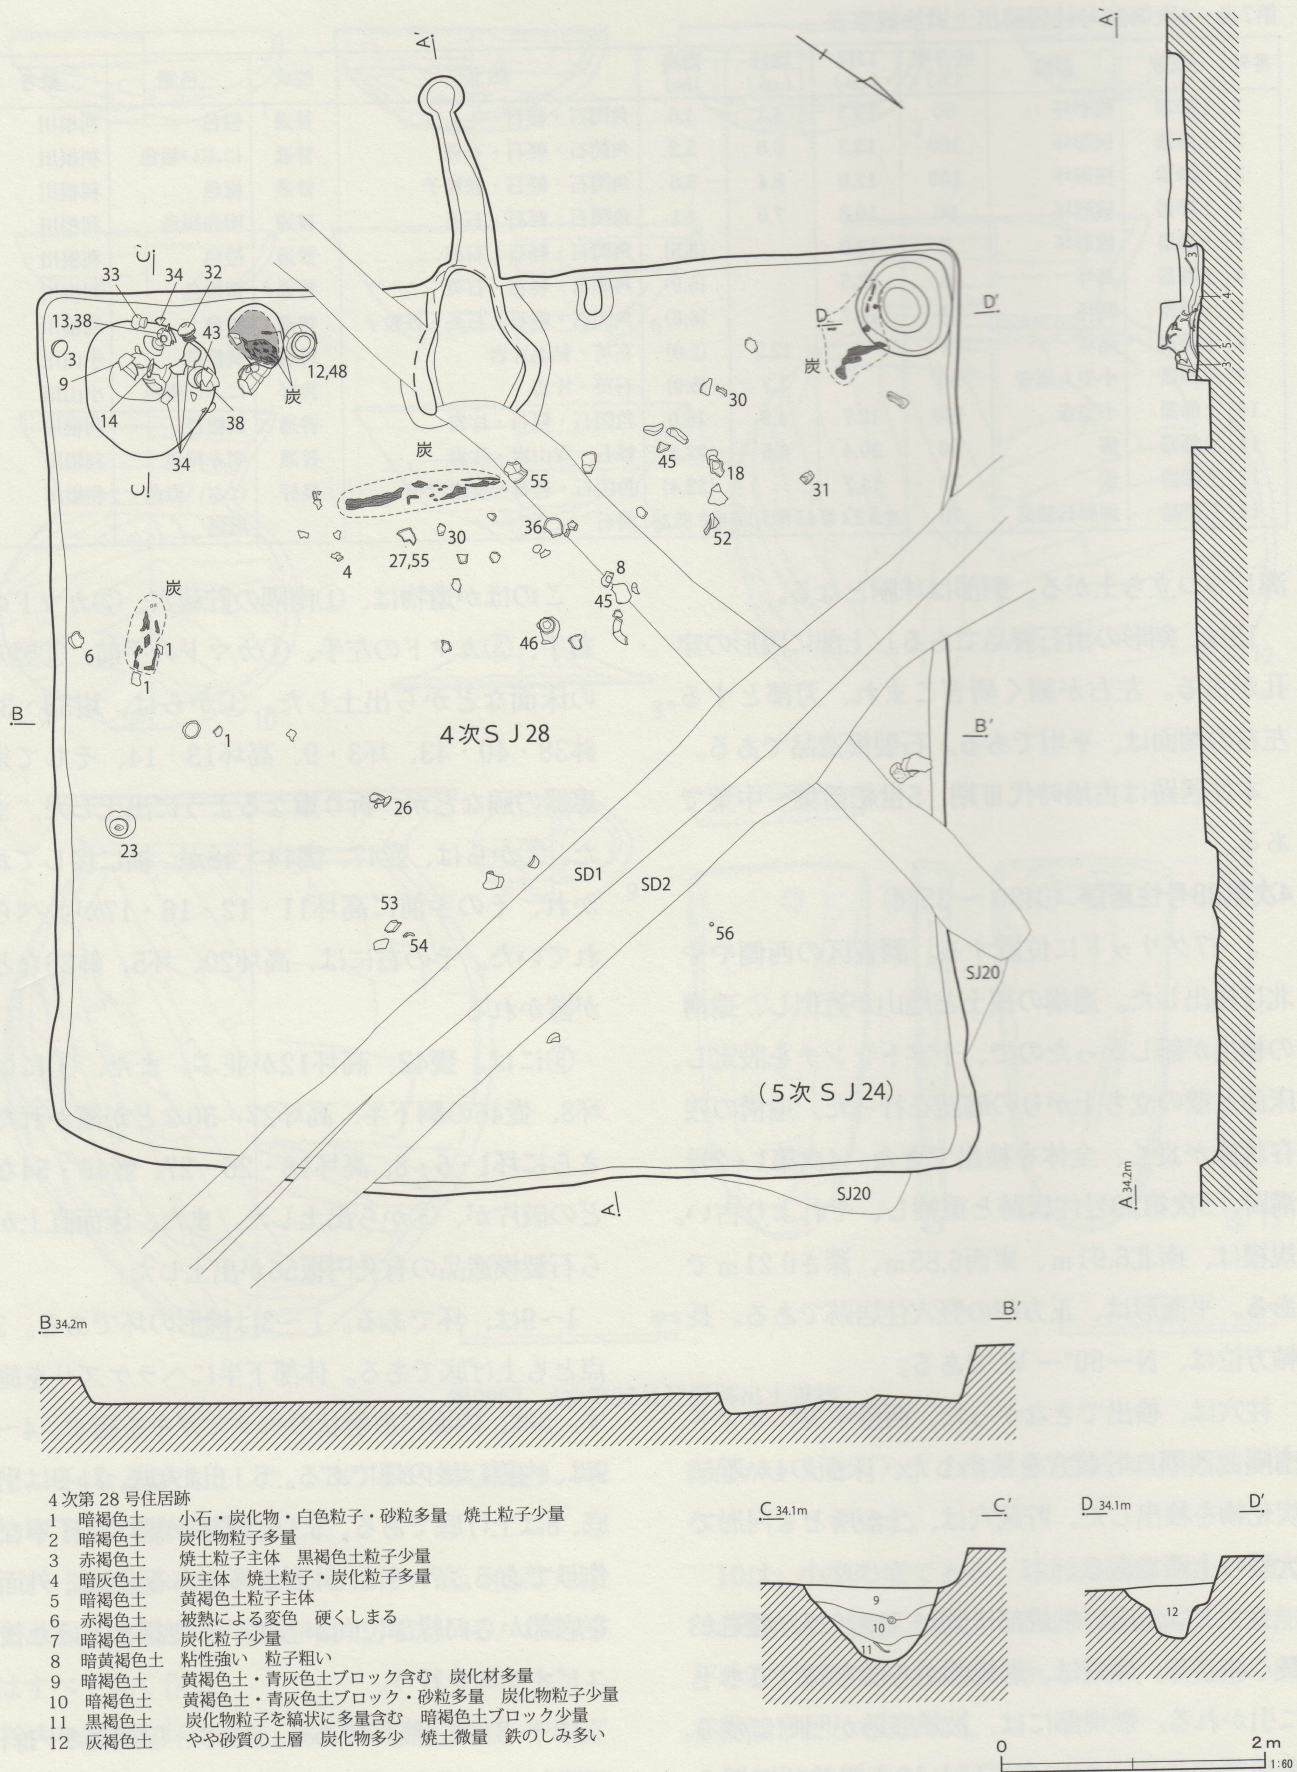 A'
A'
1
3
4
5
3
C'
33
34
32
13,38
43
3
9
12,48
炭
14
38
34
C
D
D'
炭
30
炭
45
18
55
31
36
52
30
27,55
4
8
45
炭
46
6
1
1
B
1
4次SJ28
B'
26
23
SD1
SD2
53
54
56
SJ20
(5次SJ24)
SJ20
A
A 34.2m
B 34.2m
B'
4次第28号住居跡
1 暗褐色土 小石・炭化物・白色粒子・砂粒多量 焼土粒子少量
2 暗褐色土 炭化物粒子多量
3 赤褐色土 焼土粒子主体 黒褐色土粒子少量
4 暗灰色土 灰主体 焼土粒子・炭化粒子多量
5 暗褐色土 黄褐色土粒子主体
6 赤褐色土 被熱による変色 硬くしまる
7 暗褐色土 炭化粒子少量
8 暗黄褐色土 粘性強い 粒子粗い
9 暗褐色土 黄褐色土・青灰色土ブロック含む 炭化材多量
10 暗褐色土 黄褐色土・青灰色土ブロック・砂粒多量 炭化物粒子少量
11 黒褐色土 炭化物粒子を縞状に多量含む 暗褐色土ブロック少量
12 灰褐色土 やや砂質の土層 炭化物多少 焼土微量 鉄のしみ多い
C 34.1m
C'
9
10
11
D 34.1m
D'
12
0
2m
1:60